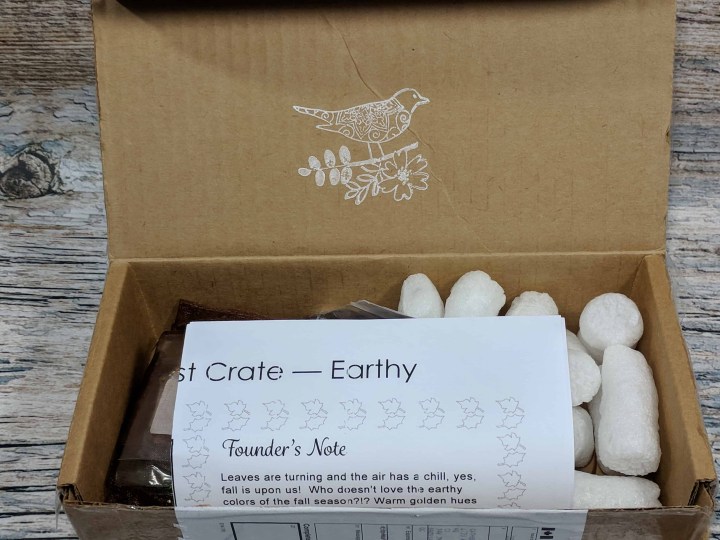 st Crate — Earthy
Founder's Note
Leaves are turning and the air has a chill, yes,
fall is upon us!  Who doesn't love the earthy
colors of the fall season?!? Warm golden hues